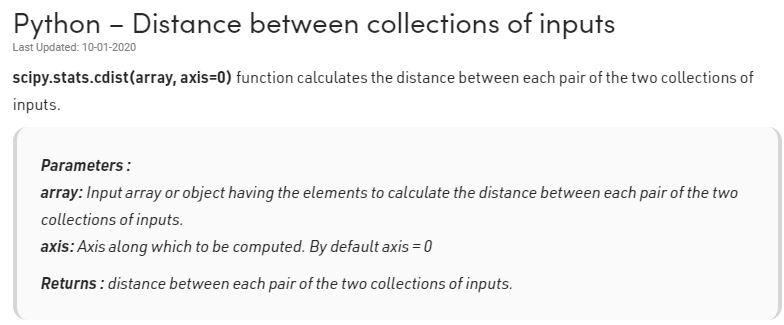 Python – Distance between collections of inputs
Last Updated: 10-01-2020
scipy.stats.cdist(array, axis=0) function calculates the distance between each pair of the two collections of
inputs.
Parameters :
array: Input array or object having the elements to calculate the distance between each pair of the two
collections of inputs.
axis: Axis along which to be computed. By default axis = 0
Returns : distance between each pair of the two collections of inputs.